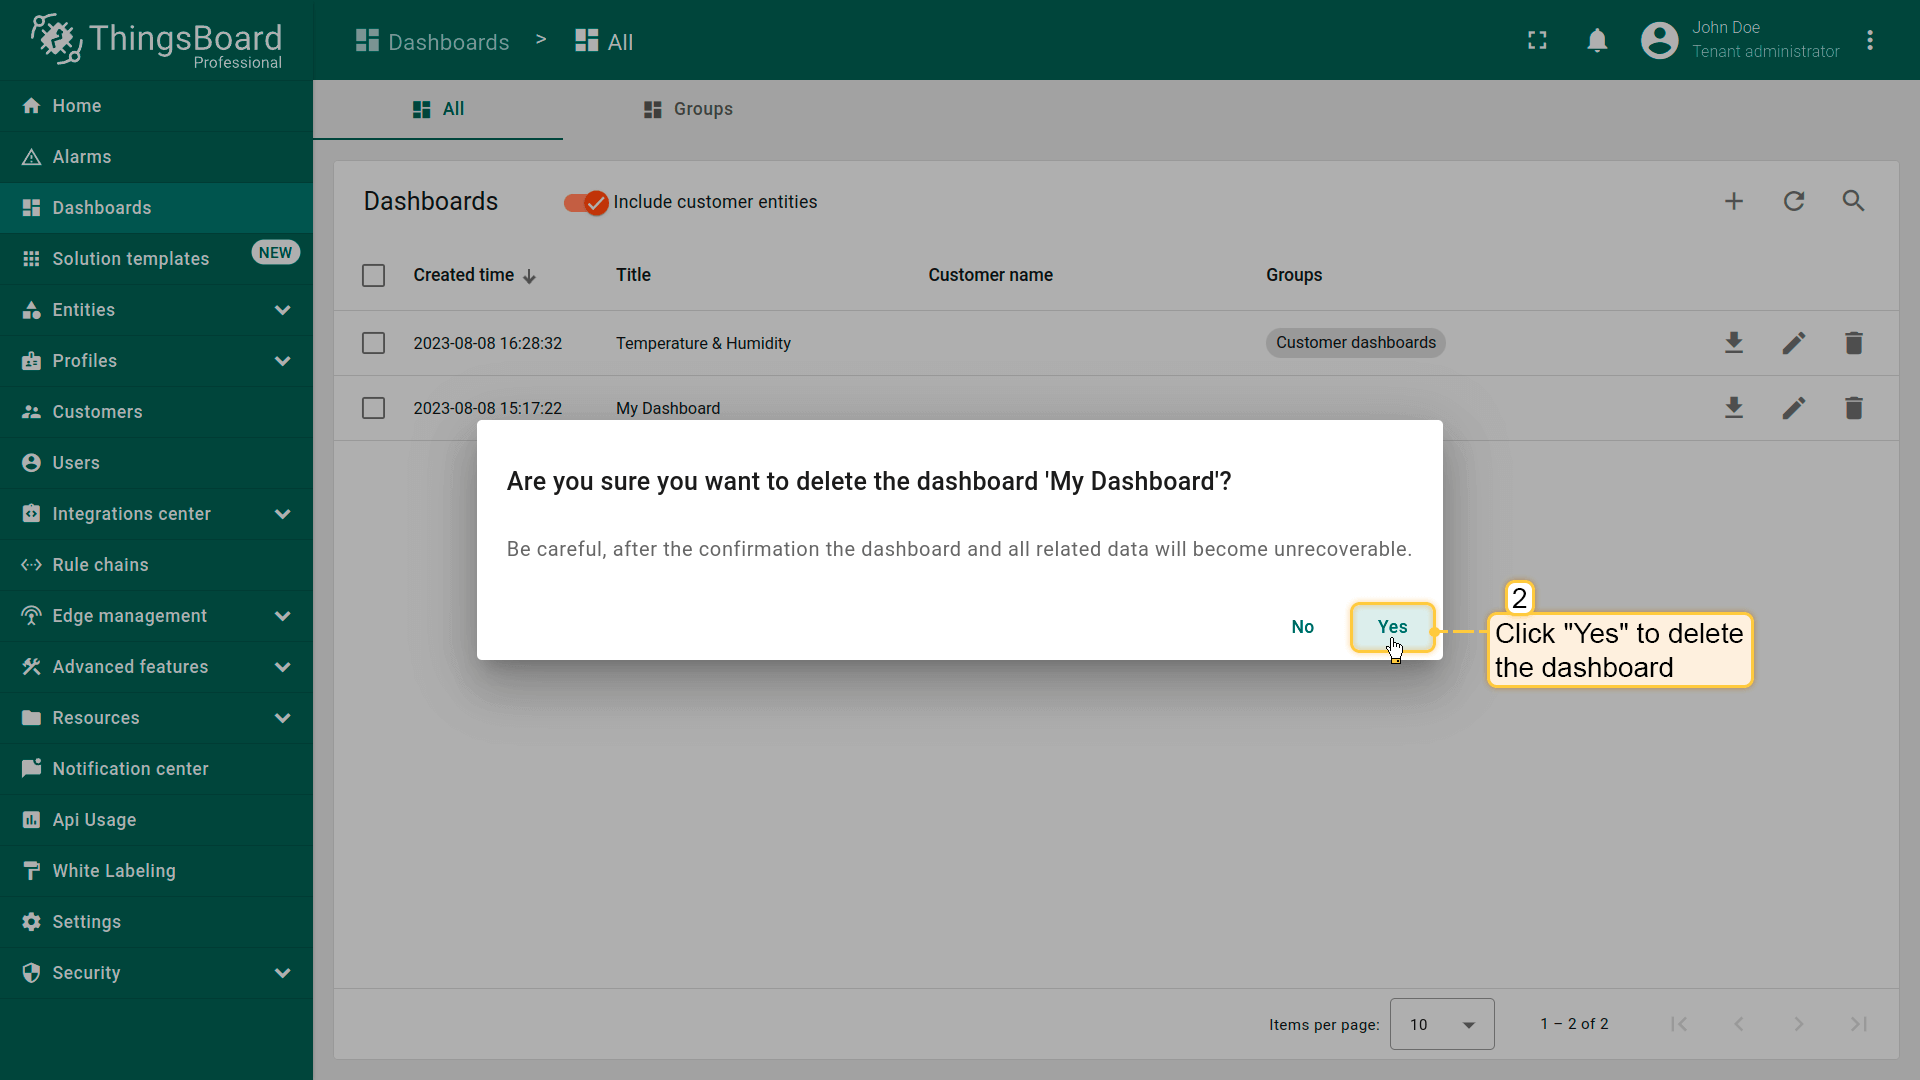 ThingsBoard
Professional
Dashboards > All
John Doe
Tenant administrator
Home
Alarms
Dashboards
Solution templates NEW
Entities
Profiles
Customers
Users
Integrations center
Rule chains
Edge management
Advanced features
Resources
Notification center
Api Usage
White Labeling
Settings
Security
All Groups
Dashboards Include customer entities
Created time Title Customer name Groups
2023-08-08 16:28:32 Temperature & Humidity Customer dashboards
2023-08-08 15:17:22 My Dashboard
Are you sure you want to delete the dashboard 'My Dashboard'?
Be careful, after the confirmation the dashboard and all related data will become unrecoverable.
No Yes
2
Click "Yes" to delete
the dashboard
Items per page: 10 1 – 2 of 2